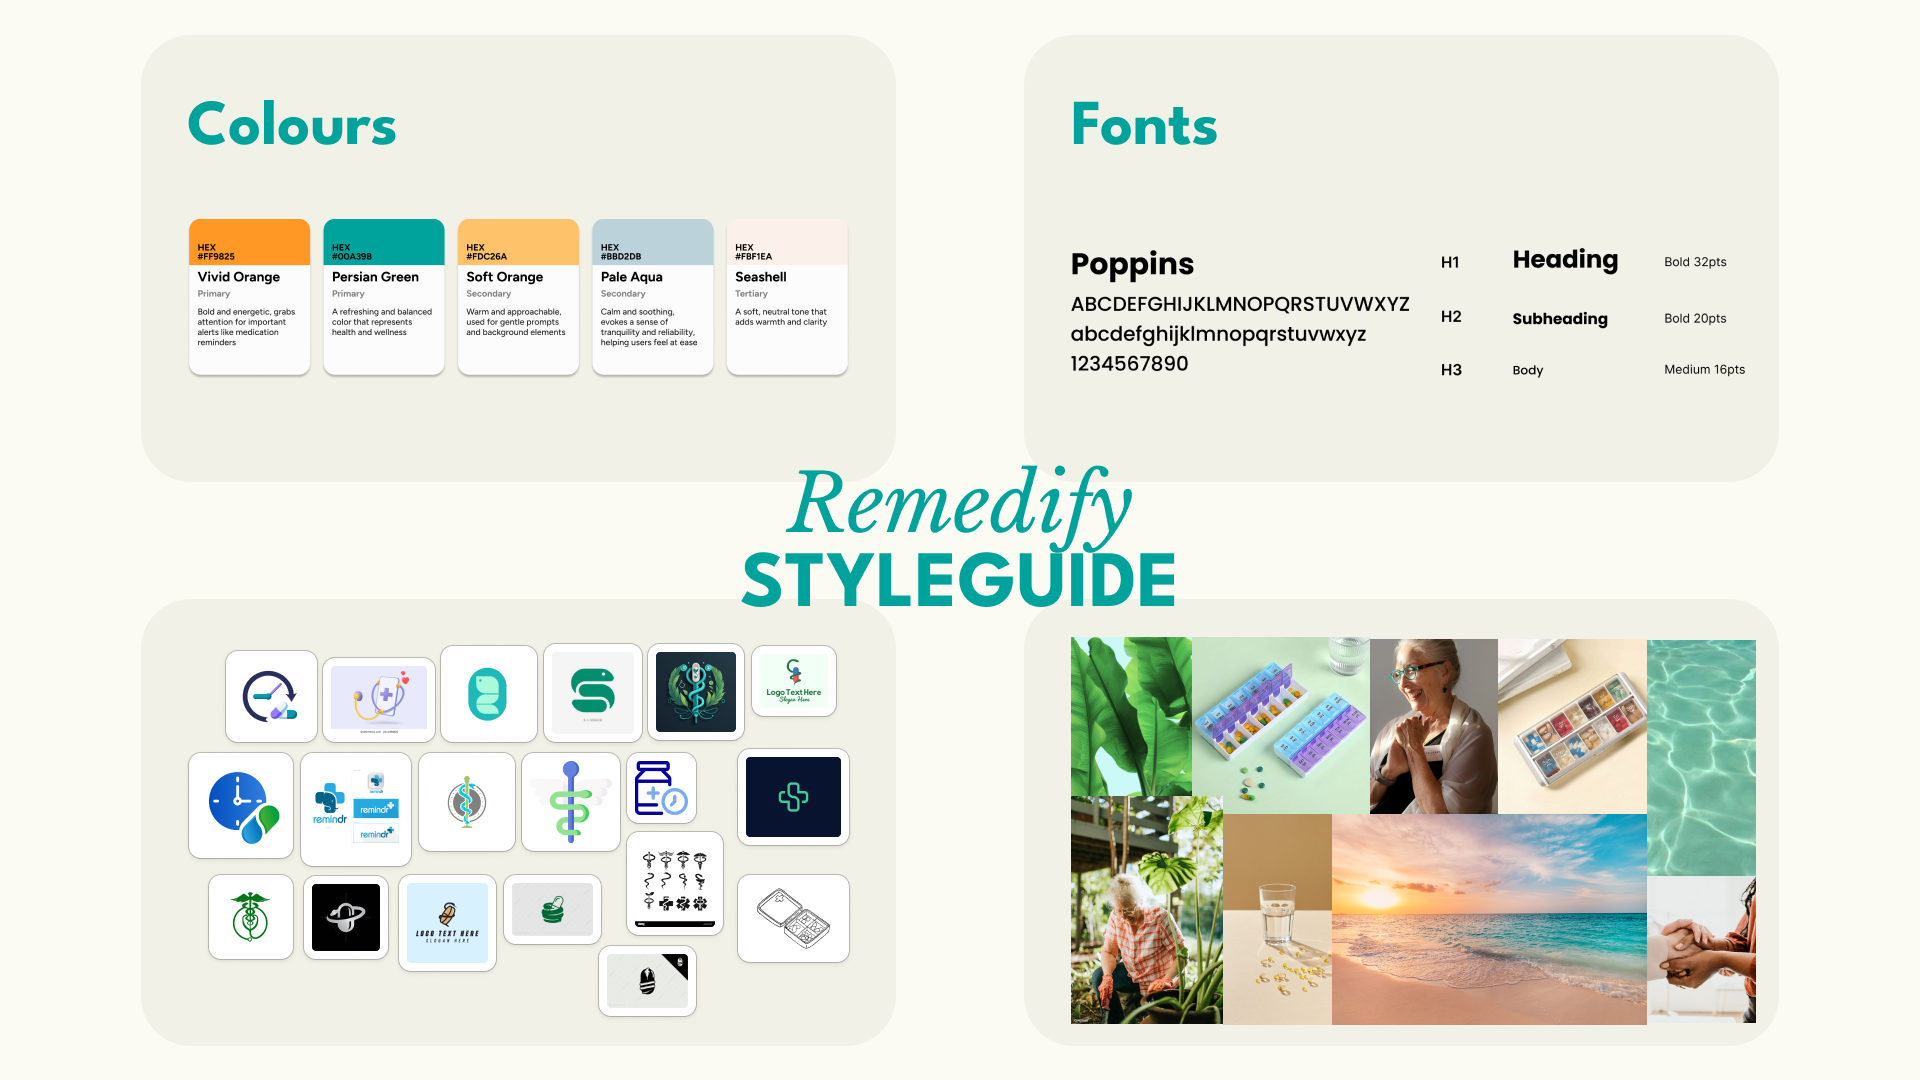 Colours
HEX
#FF9825
Vivid Orange
Primary
Bold and energetic, grabs
attention for important
alerts like medication
reminders
HEX
#00A39B
Persian Green
Primary
A refreshing and balanced
color that represents
health and wellness
HEX
#FDC26A
Soft Orange
Secondary
Warm and approachable,
used for gentle prompts
and background elements
HEX
#BBD2DB
Pale Aqua
Secondary
Calm and soothing,
evokes a sense of
tranquility and reliability,
helping users feel at ease
HEX
#FBF1EA
Seashell
Tertiary
A soft, neutral tone that
adds warmth and clarity
Fonts
Poppins
ABCDEFGHIJKLMNOPQRSTUVWXYZ
abcdefghijklmnopqrstuvwxyz
1234567890
H1 Heading Bold 32pts
H2 Subheading Bold 20pts
H3 Body Medium 16pts
Remedify
STYLEGUIDE
Logo Text Here
Slogan Here
remindr
remindr
remindr
remindr
LOGO TEXT HERE
SLOGAN HERE